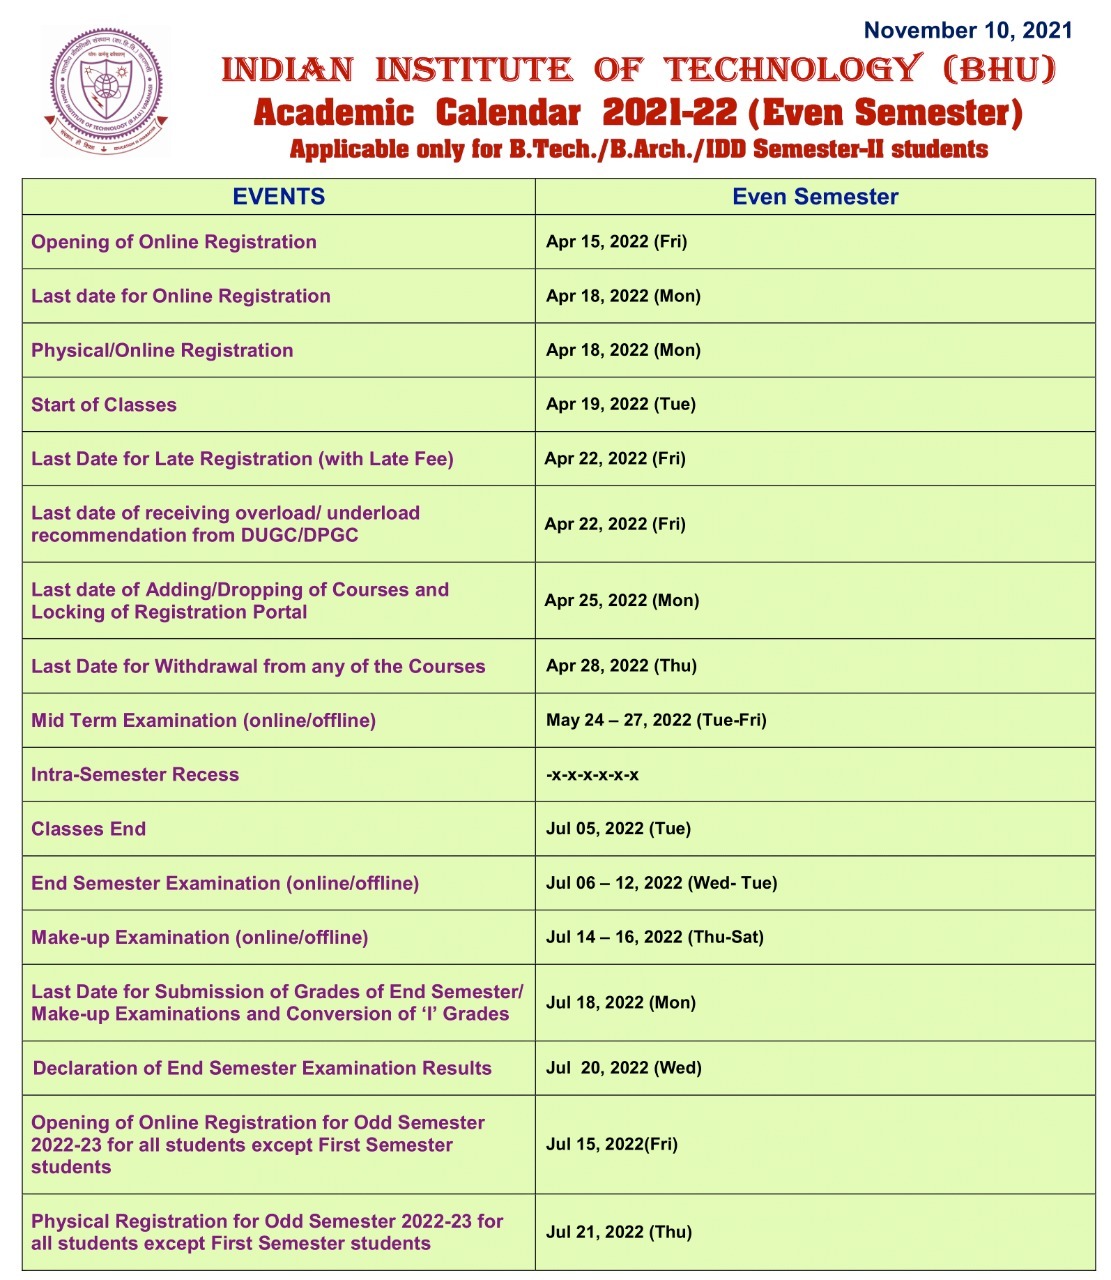 November 10, 2021
INDIAN INSTITUTE OF TECHNOLOGY (BHU)
Academic Calendar 2021-22 (Even Semester)
Applicable only for B.Tech./B.Arch./IDD Semester-II students
EVENTS Even Semester
Opening of Online Registration Apr 15, 2022 (Fri)
Last date for Online Registration Apr 18, 2022 (Mon)
Physical/Online Registration Apr 18, 2022 (Mon)
Start of Classes Apr 19, 2022 (Tue)
Last Date for Late Registration (with Late Fee) Apr 22, 2022 (Fri)
Last date of receiving overload/ underload
recommendation from DUGC/DPGC
Apr 22, 2022 (Fri)
Last date of Adding/Dropping of Courses and
Locking of Registration Portal
Apr 25, 2022 (Mon)
Last Date for Withdrawal from any of the Courses Apr 28, 2022 (Thu)
Mid Term Examination (online/offline) May 24 – 27, 2022 (Tue-Fri)
Intra-Semester Recess -x-x-x-x-x-x
Classes End Jul 05, 2022 (Tue)
End Semester Examination (online/offline) Jul 06 – 12, 2022 (Wed- Tue)
Make-up Examination (online/offline) Jul 14 – 16, 2022 (Thu-Sat)
Last Date for Submission of Grades of End Semester/
Make-up Examinations and Conversion of ‘I’ Grades
Jul 18, 2022 (Mon)
Declaration of End Semester Examination Results Jul  20, 2022 (Wed)
Opening of Online Registration for Odd Semester
2022-23 for all students except First Semester
students
Jul 15, 2022(Fri)
Physical Registration for Odd Semester 2022-23 for
all students except First Semester students
Jul 21, 2022 (Thu)